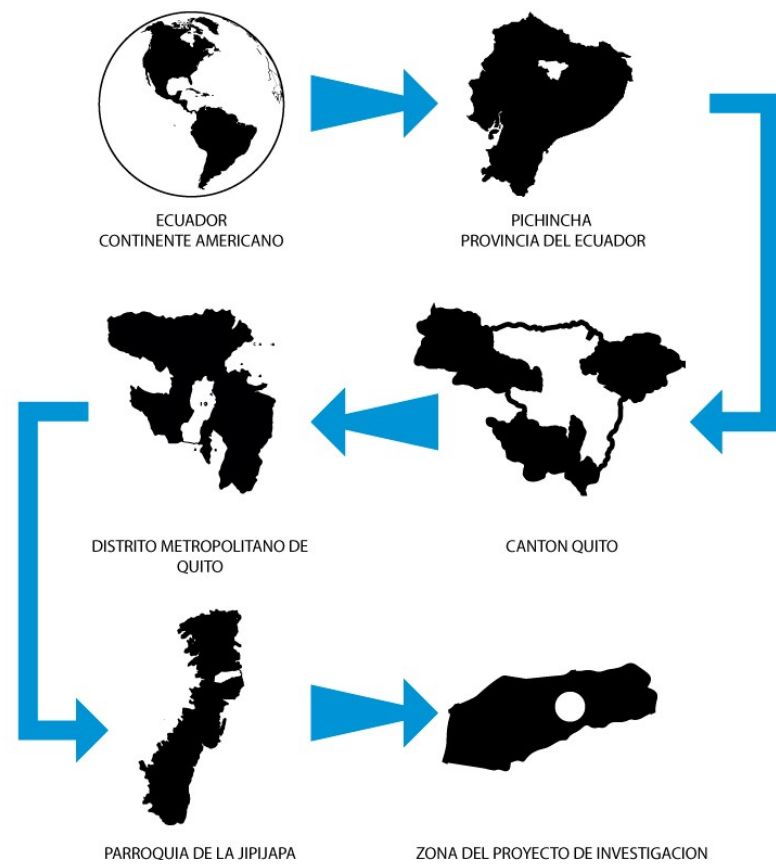 ECUADOR
CONTINENTE AMERICANO
PICHINCHA
PROVINCIA DEL ECUADOR
CANTON QUITO
DISTRITO METROPOLITANO DE
QUITO
PARROQUIA DE LA JIPIJAPA
ZONA DEL PROYECTO DE INVESTIGACION